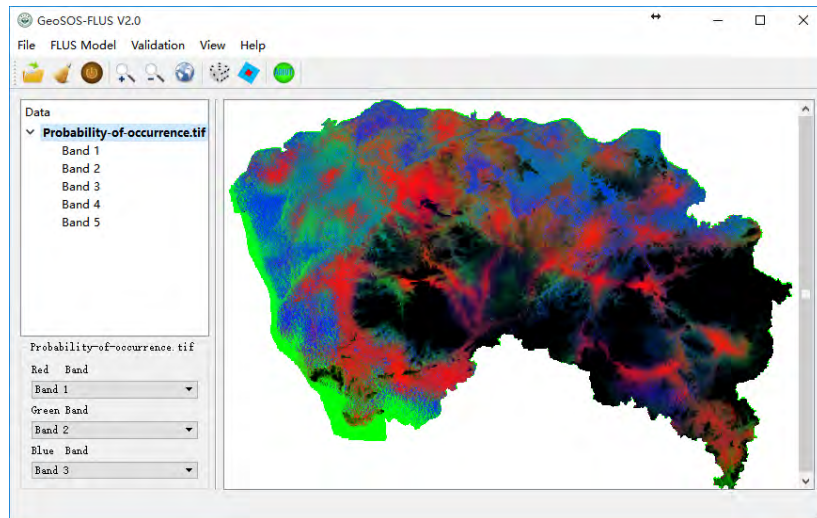 GeoSOS-FLUS V2.0
File FLUS Model Validation View Help
Data
Probability-of-occurrence.tif
Band 1
Band 2
Band 3
Band 4
Band 5
Probability-of-occurrence.tif
Red Band
Band 1
Green Band
Band 2
Blue Band
Band 3